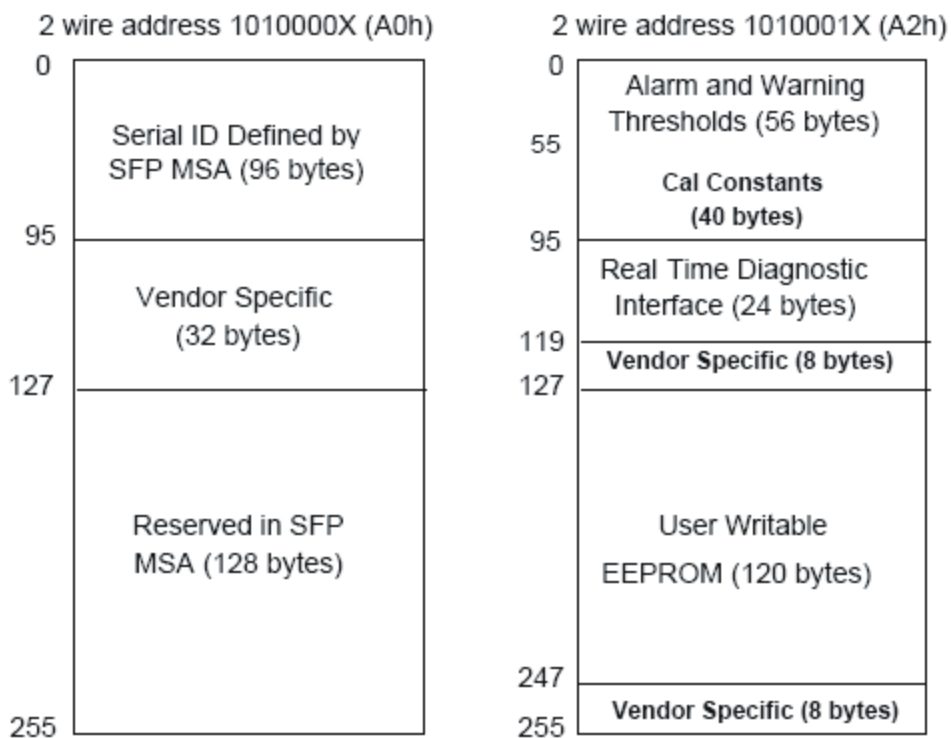 2 wire address 1010000X (A0h)
0
Serial ID Defined by
SFP MSA (96 bytes)
95
Vendor Specific
(32 bytes)
127
Reserved in SFP
MSA (128 bytes)
255
2 wire address 1010001X (A2h)
0
Alarm and Warning
Thresholds (56 bytes)
55
Cal Constants
(40 bytes)
95
Real Time Diagnostic
Interface (24 bytes)
119
Vendor Specific (8 bytes)
127
User Writable
EEPROM (120 bytes)
247
Vendor Specific (8 bytes)
255